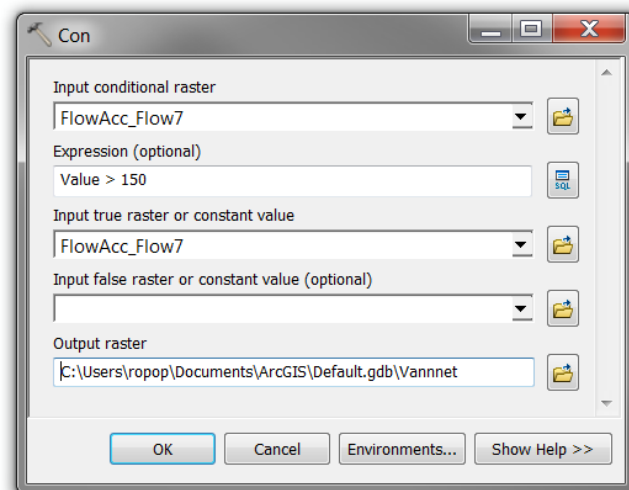 Con
Input conditional raster
FlowAcc_Flow7
Expression (optional)
Value > 150
SQL
Input true raster or constant value
FlowAcc_Flow7
Input false raster or constant value (optional)
Output raster
C:\Users\ropop\Documents\ArcGIS\Default.gdb\Vannnet
OK Cancel Environments... Show Help >>